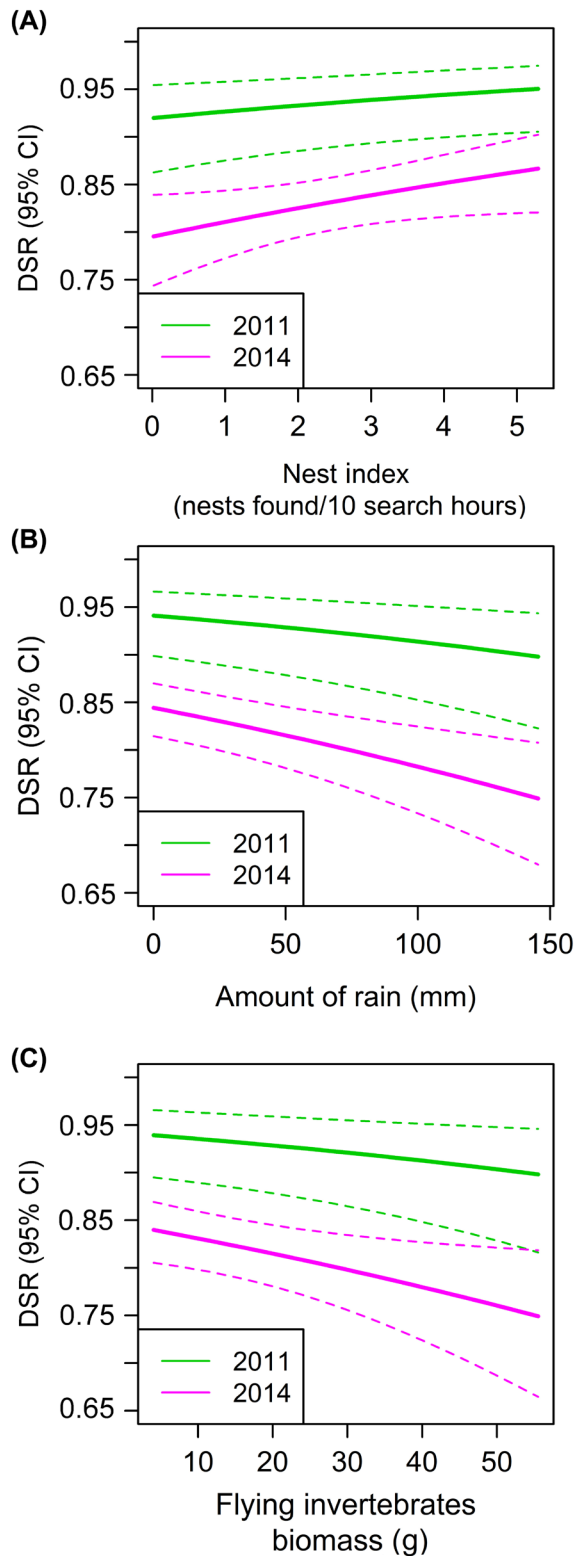 (A)
DSR (95% CI)
0.95
0.85
0.75
0.65
2011
2014
0 1 2 3 4 5
Nest index
(nests found/10 search hours)
(B)
DSR (95% CI)
0.95
0.85
0.75
0.65
2011
2014
0 50 100 150
Amount of rain (mm)
(C)
DSR (95% CI)
0.95
0.85
0.75
0.65
2011
2014
10 20 30 40 50
Flying invertebrates
biomass (g)